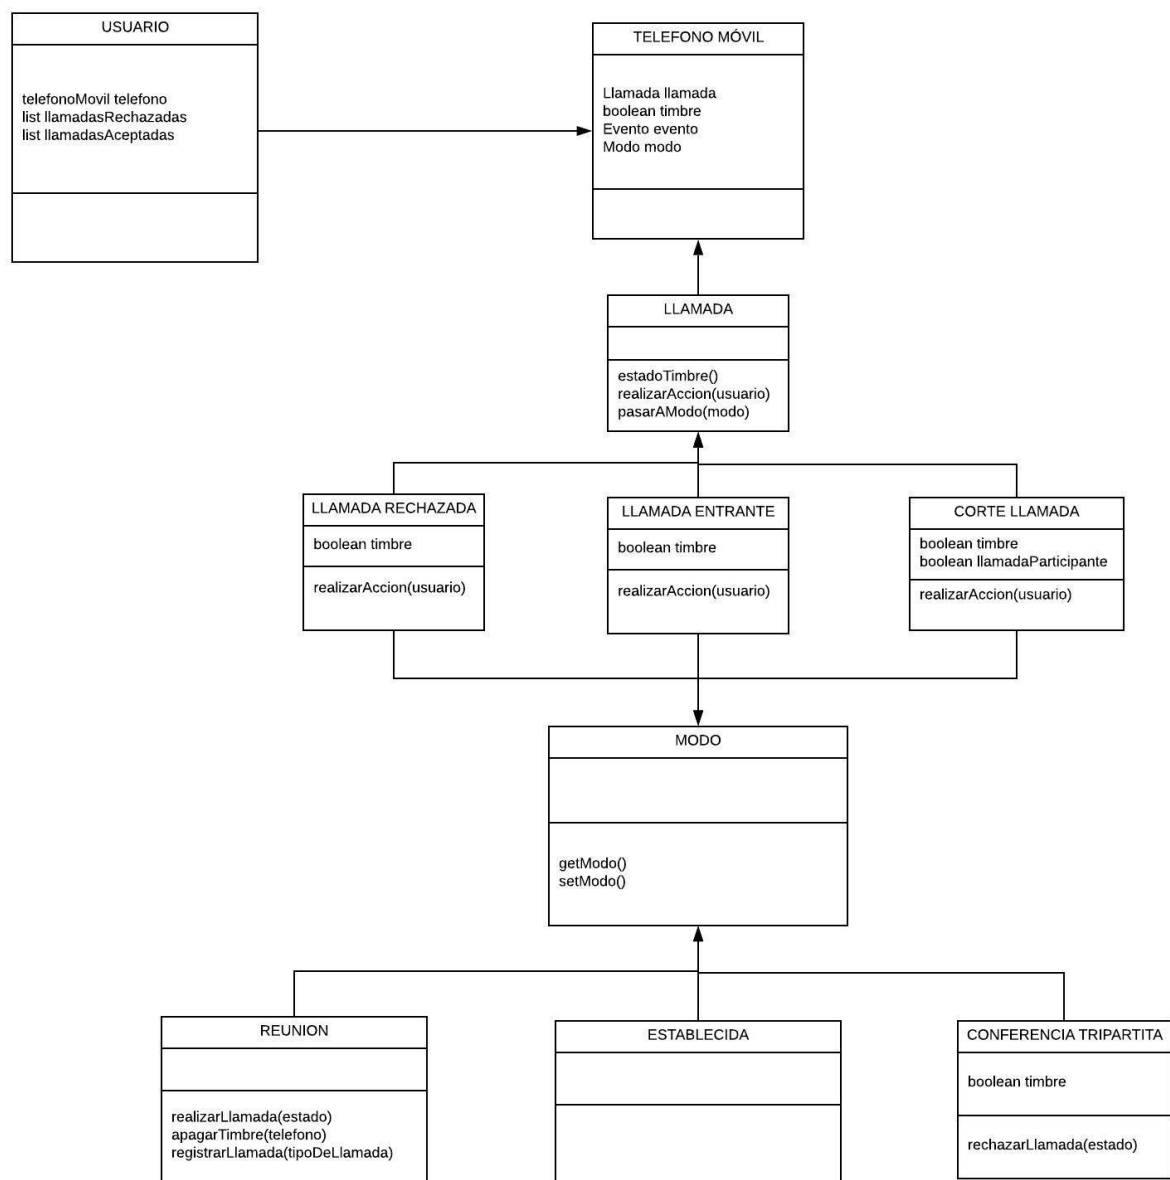 USUARIO
telefonoMovil telefono
list llamadasRechazadas
list llamadasAceptadas
TELEFONO MÓVIL
Llamada llamada
boolean timbre
Evento evento
Modo modo
LLAMADA
estadoTimbre()
realizarAccion(usuario)
pasarAModo(modo)
LLAMADA RECHAZADA
boolean timbre
realizarAccion(usuario)
LLAMADA ENTRANTE
boolean timbre
realizarAccion(usuario)
CORTE LLAMADA
boolean timbre
boolean llamadaParticipante
realizarAccion(usuario)
MODO
getModo()
setModo()
REUNION
realizarLlamada(estado)
apagarTimbre(telefono)
registrarLlamada(tipoDeLlamada)
ESTABLECIDA
CONFERENCIA TRIPARTITA
boolean timbre
rechazarLlamada(estado)